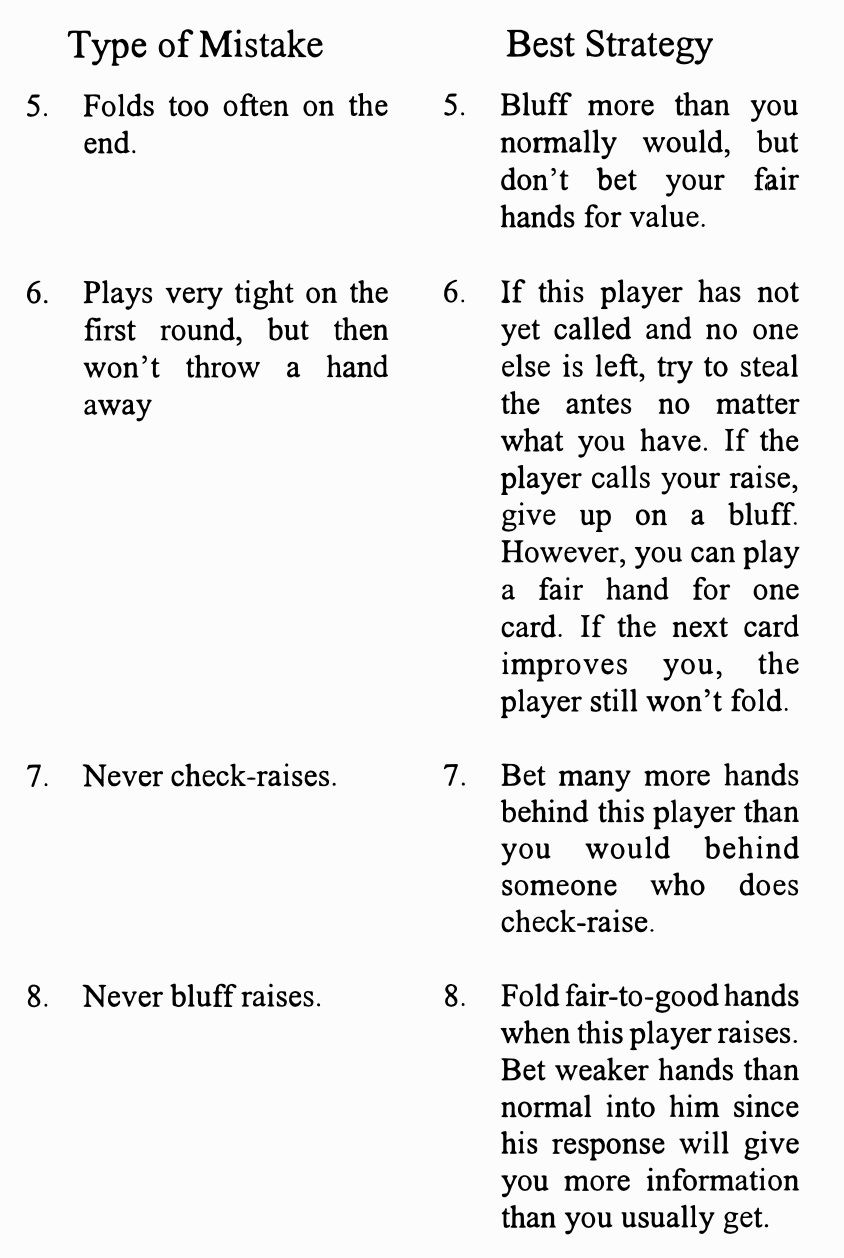 Type of Mistake Best Strategy
5. Folds too often on the
end.
5. Bluff more than you
normally would, but
don't bet your fair
hands for value.
6. Plays very tight on the
first round, but then
won't throw a hand
away
6. If this player has not
yet called and no one
else is left, try to steal
the antes no matter
what you have. If the
player calls your raise,
give up on a bluff.
However, you can play
a fair hand for one
card. If the next card
improves you, the
player still won't fold.
7. Never check-raises.
7. Bet many more hands
behind this player than
you would behind
someone who does
check-raise.
8. Never bluff raises.
8. Fold fair-to-good hands
when this player raises.
Bet weaker hands than
normal into him since
his response will give
you more information
than you usually get.